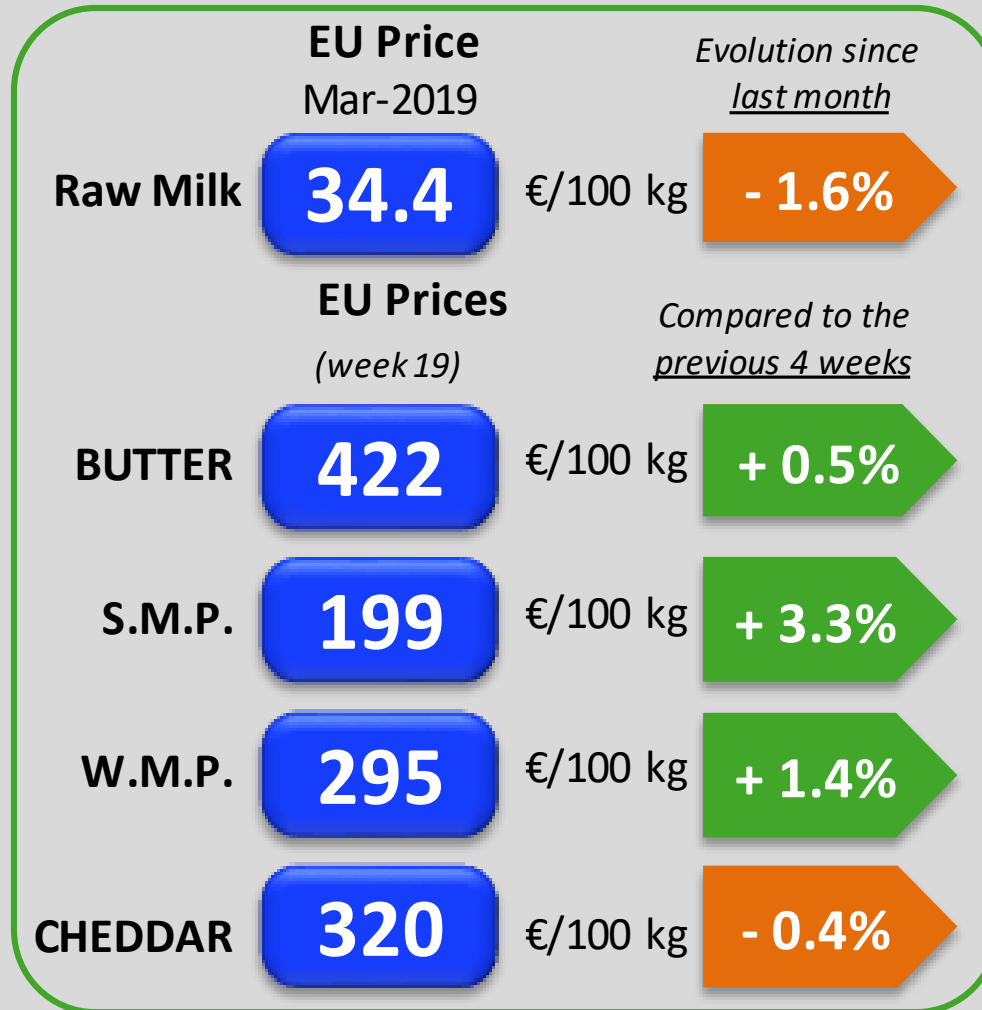 EU Price
Mar-2019
Evolution since
last month
Raw Milk 34.4 €/100 kg - 1.6%
EU Prices
(week 19)
Compared to the
previous 4 weeks
BUTTER 422 €/100 kg + 0.5%
S.M.P. 199 €/100 kg + 3.3%
W.M.P. 295 €/100 kg + 1.4%
CHEDDAR 320 €/100 kg - 0.4%